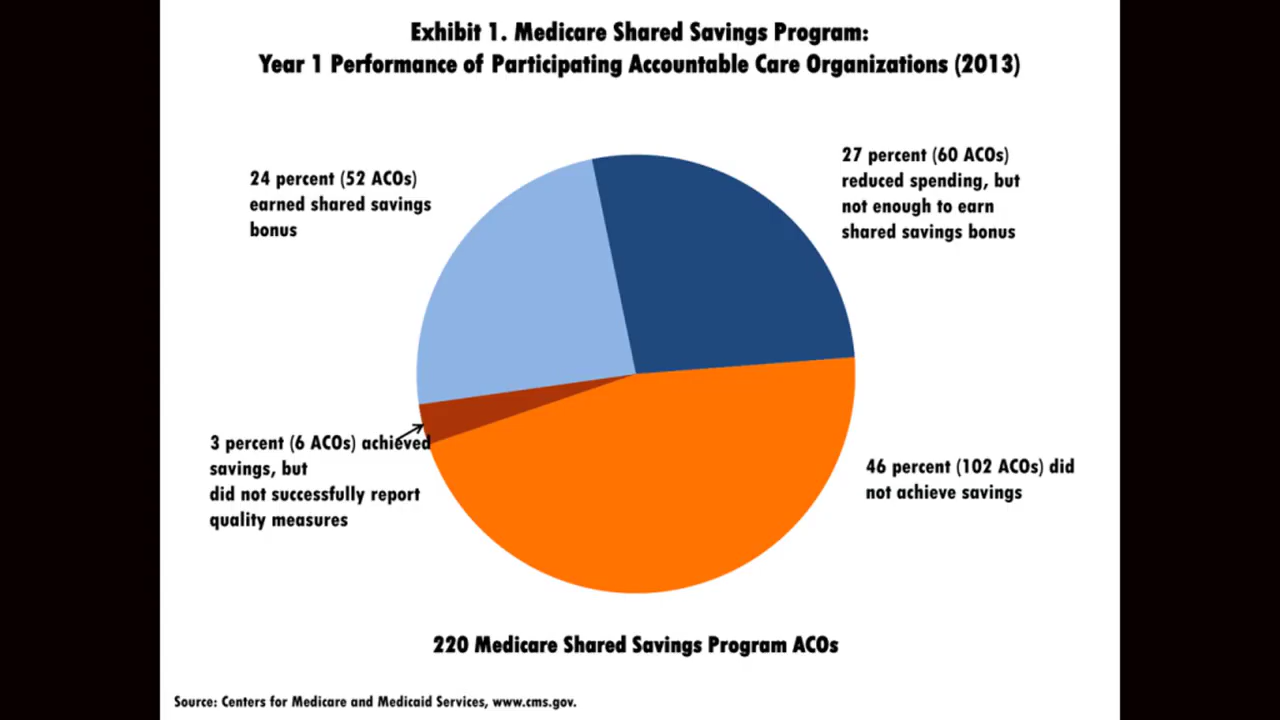 Exhibit 1. Medicare Shared Savings Program:
Year 1 Performance of Participating Accountable Care Organizations (2013)
24 percent (52 ACOs)
earned shared savings
bonus
27 percent (60 ACOs)
reduced spending, but
not enough to earn
shared savings bonus
3 percent (6 ACOs) achieved
savings, but
did not successfully report
quality measures
46 percent (102 ACOs) did
not achieve savings
220 Medicare Shared Savings Program ACOs
Source: Centers for Medicare and Medicaid Services, www.cms.gov.